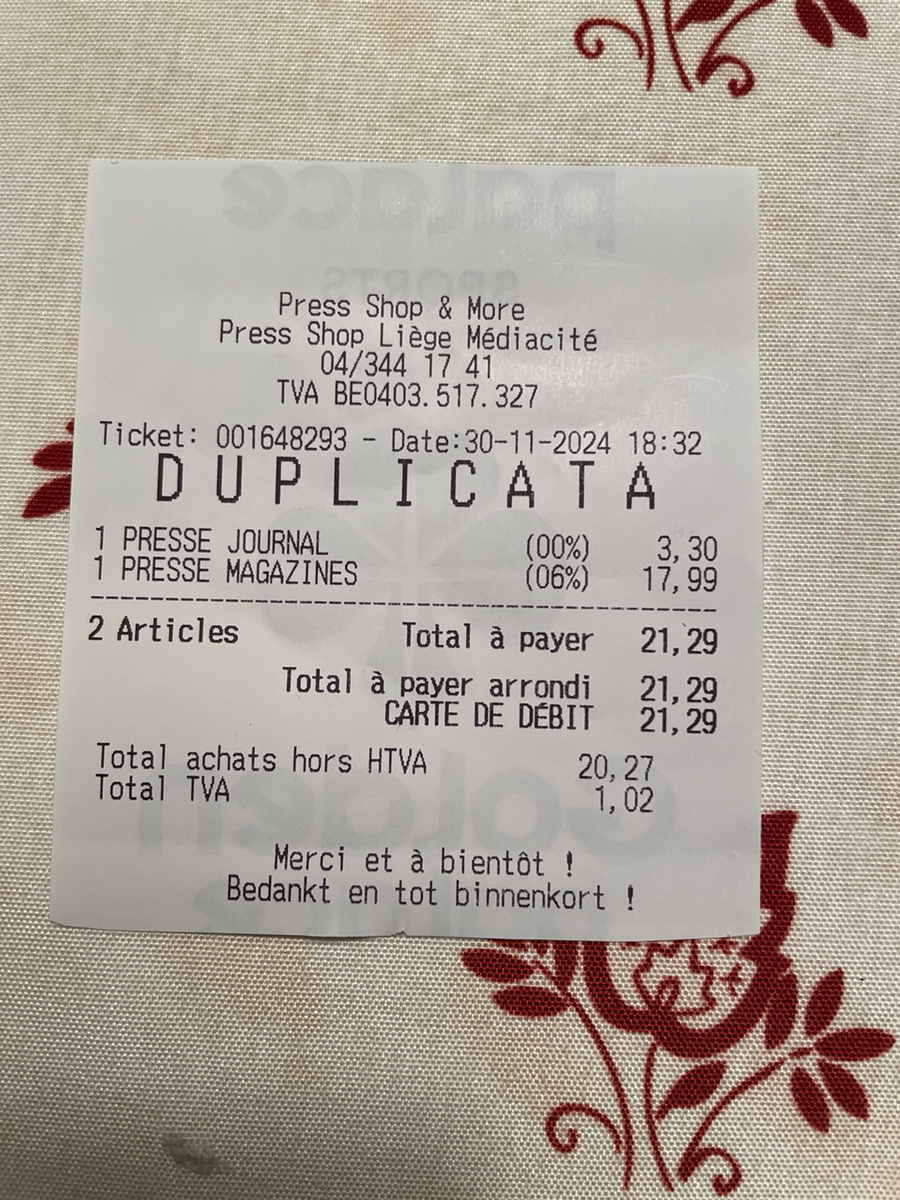 palace
SPORTS
Press Shop & More
Press Shop Liège Médiacité
04/344 17 41
TVA BE0403.517.327
Ticket: 001648293 - Date:30-11-2024 18:32
DUPLICATA
1 PRESSE JOURNAL (00%) 3,30
1 PRESSE MAGAZINES (06%) 17,99
2 Articles Total à payer 21,29
Total à payer arrondi 21,29
CARTE DE DÉBIT 21,29
Total achats hors HTVA 20,27
Total TVA 1,02
Golden
Merci et à bientôt !
Bedankt en tot binnenkort !